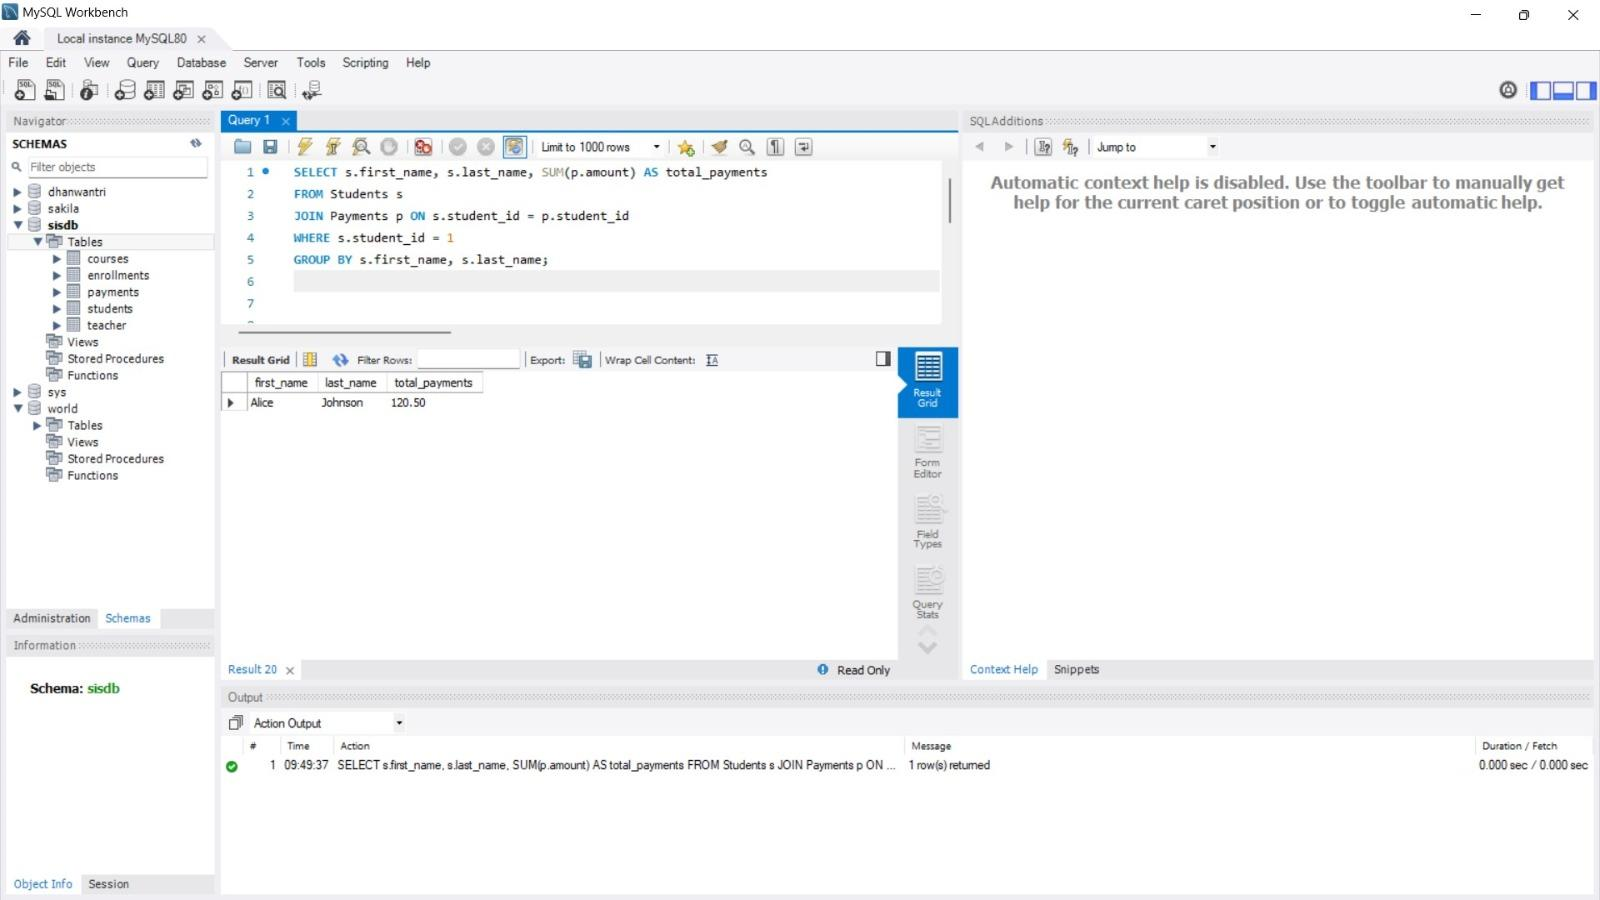 MySQL Workbench
Local instance MySQL80
File Edit View Query Database Server Tools Scripting Help
Navigator
SCHEMAS
Filter objects
dhanwantri
sakila
sisdb
Tables
courses
enrollments
payments
students
teacher
Views
Stored Procedures
Functions
sys
world
Tables
Views
Stored Procedures
Functions
Administration Schemas
Information
Schema: sisdb
Object Info Session
Query 1
Limit to 1000 rows
1 SELECT s.first_name, s.last_name, SUM(p.amount) AS total_payments
2 FROM Students s
3 JOIN Payments p ON s.student_id = p.student_id
4 WHERE s.student_id = 1
5 GROUP BY s.first_name, s.last_name;
6
7
Result Grid Filter Rows: Export: Wrap Cell Content:
first_name last_name total_payments
Alice Johnson 120.50
Result
Grid
Form
Editor
Field
Types
Query
Stats
Result 20 Read Only
SQLAdditions
Jump to
Automatic context help is disabled. Use the toolbar to manually get
help for the current caret position or to toggle automatic help.
Context Help Snippets
Output
Action Output
# Time Action Message Duration / Fetch
1 09:49:37 SELECT s.first_name, s.last_name, SUM(p.amount) AS total_payments FROM Students s JOIN Payments p ON ... 1 row(s) returned 0.000 sec / 0.000 sec